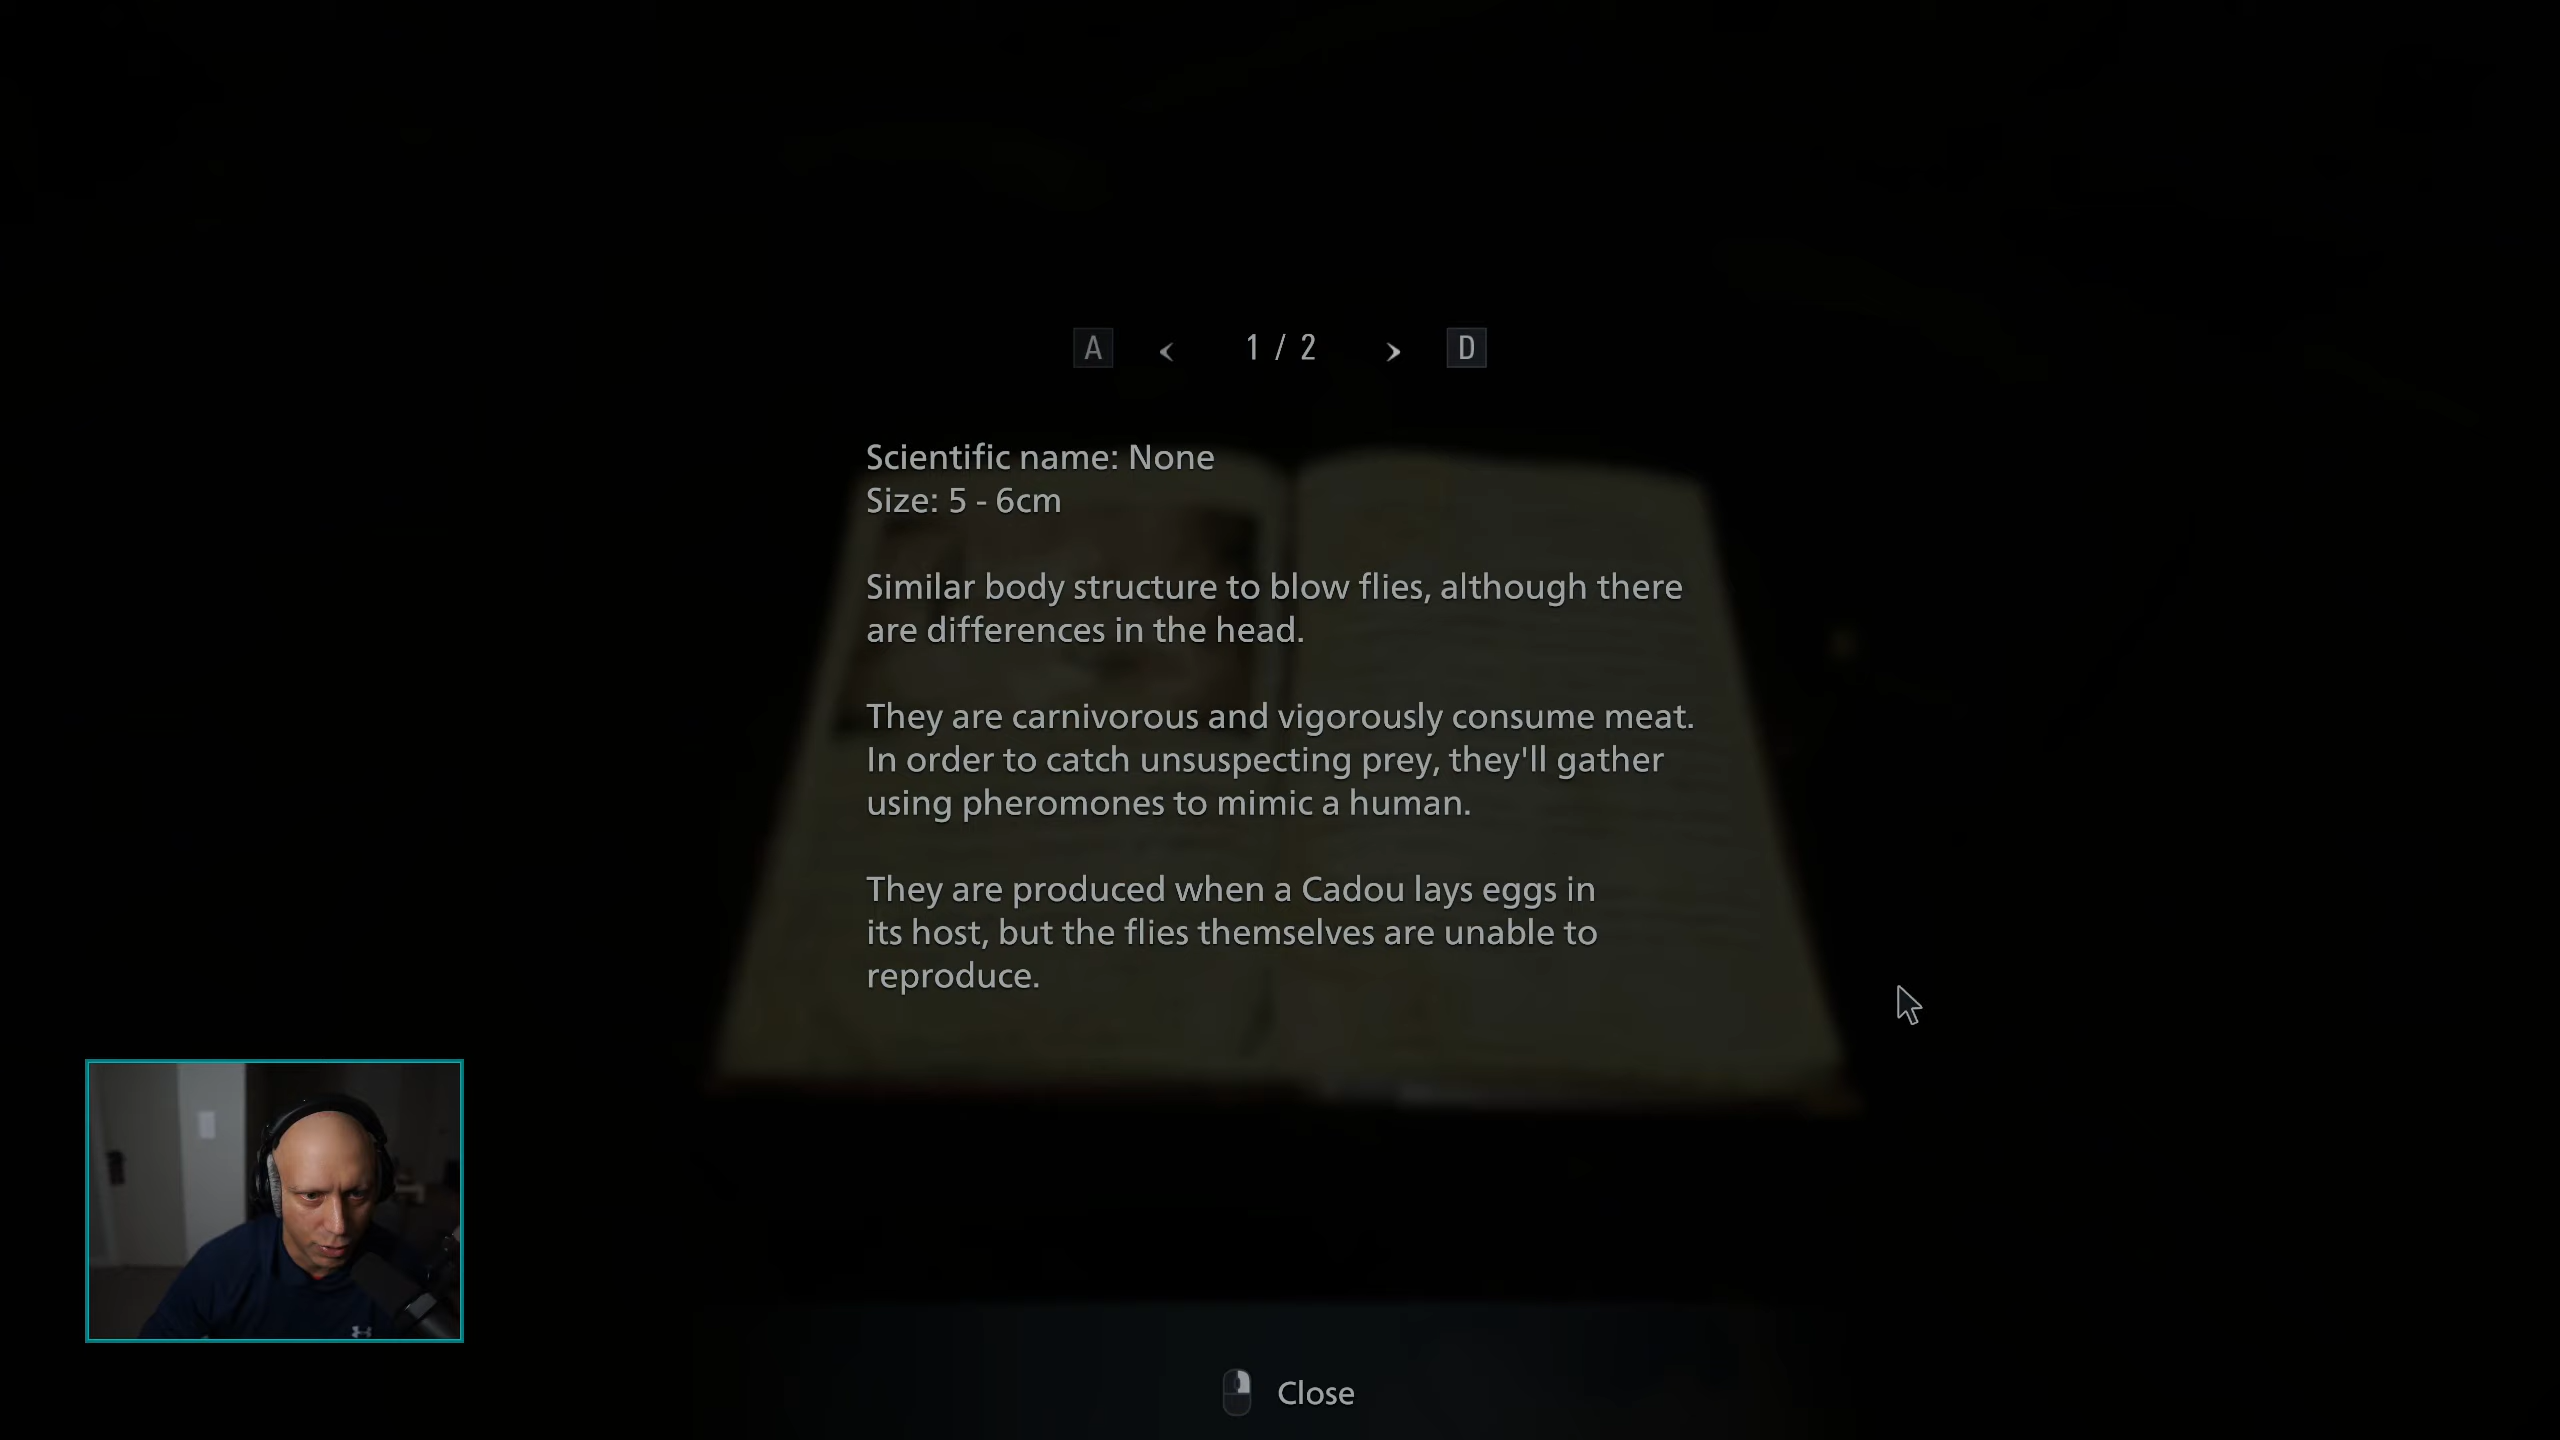 A < 1 / 2 > D
Scientific name: None
Size: 5 - 6cm
Similar body structure to blow flies, although there
are differences in the head.
They are carnivorous and vigorously consume meat.
In order to catch unsuspecting prey, they'll gather
using pheromones to mimic a human.
They are produced when a Cadou lays eggs in
its host, but the flies themselves are unable to
reproduce.
Close